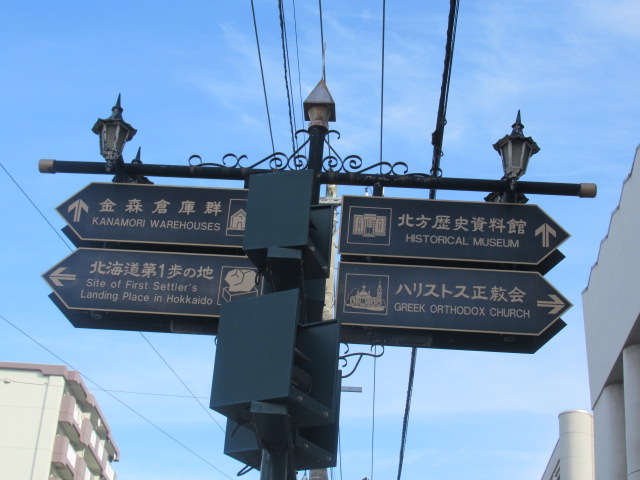 金森倉庫群
KANAMORI WAREHOUSES
北海道第1歩の地
Site of First Settler's
Landing Place in Hokkaido
北方歴史資料館
HISTORICAL MUSEUM
ハリストス正教会
GREEK ORTHODOX CHURCH